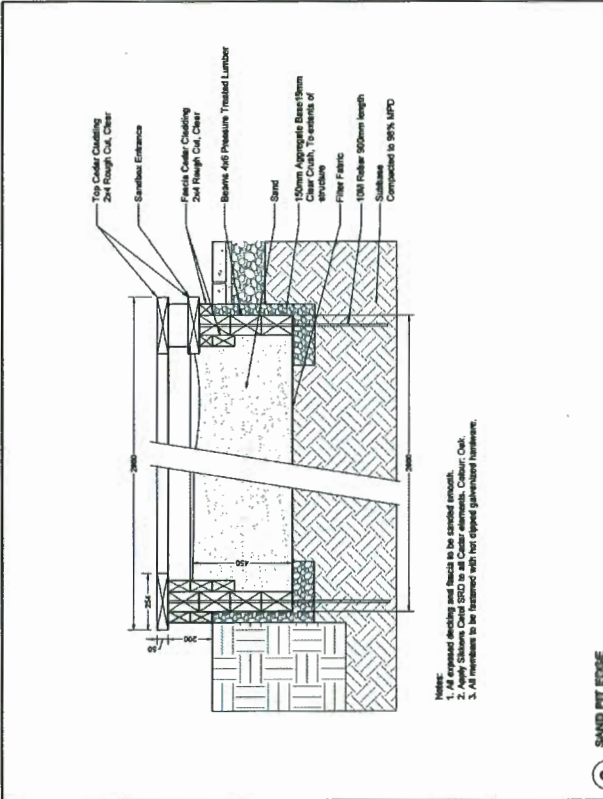 Top Cedar Cladding
2x4 Rough Cut, Clear
Sandbox Entrance
Fascia Cedar Cladding
2x4 Rough Cut, Clear
Beams 4x6 Pressure Treated Lumber
Sand
150mm Aggregate Base 19mm
Clear Crush, To extents of
structure
Filter Fabric
10M Rebar 900mm length
Subbase
Compacted to 98% MPD
254
200
450
Notes:
1. All exposed decking and fascia to be sanded smooth.
2. Apply Sikkens Cetol SRD to all Cedar elements. Colour: Oak.
3. All members to be fastened with hot dipped galvanized hardware.
SAND PIT EDGE